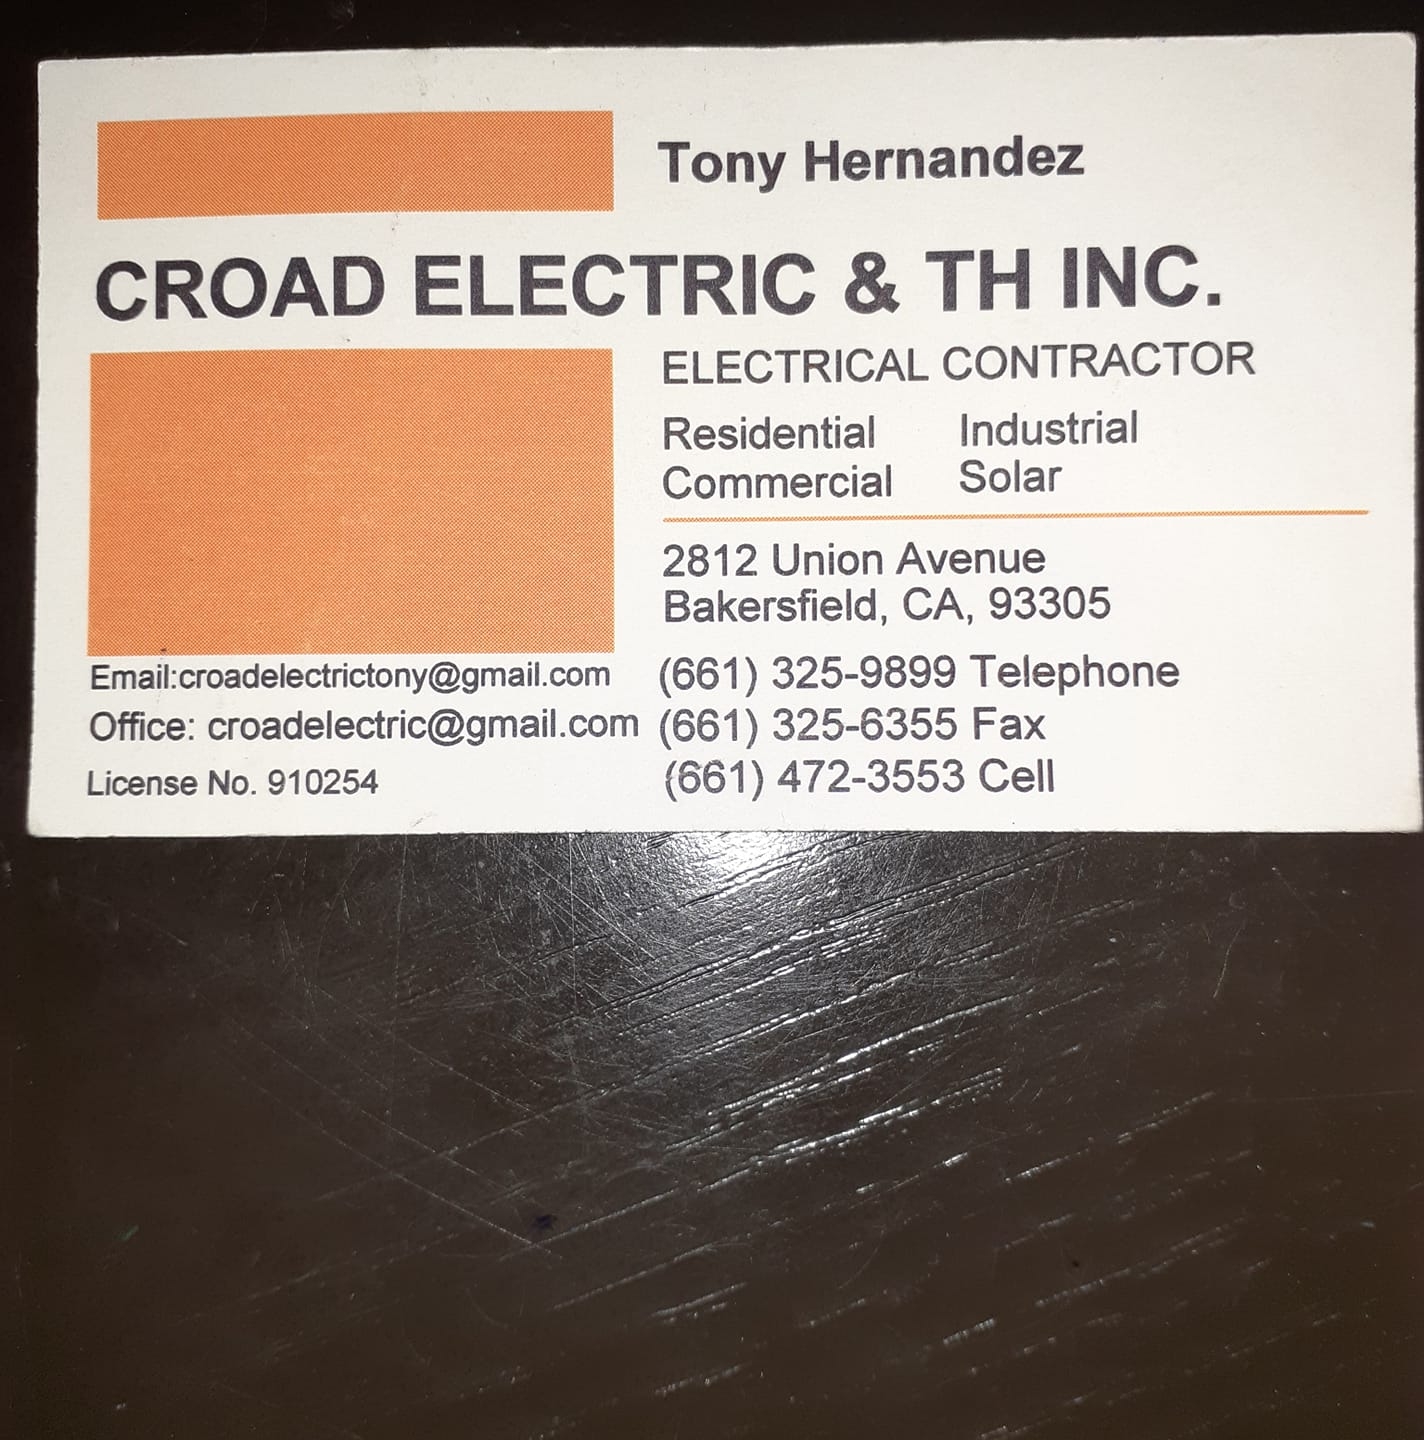 Tony Hernandez
CROAD ELECTRIC & TH INC.
ELECTRICAL CONTRACTOR
Residential Industrial
Commercial Solar
2812 Union Avenue
Bakersfield, CA, 93305
Email:croadelectrictony@gmail.com (661) 325-9899 Telephone
Office: croadelectric@gmail.com (661) 325-6355 Fax
License No. 910254 (661) 472-3553 Cell